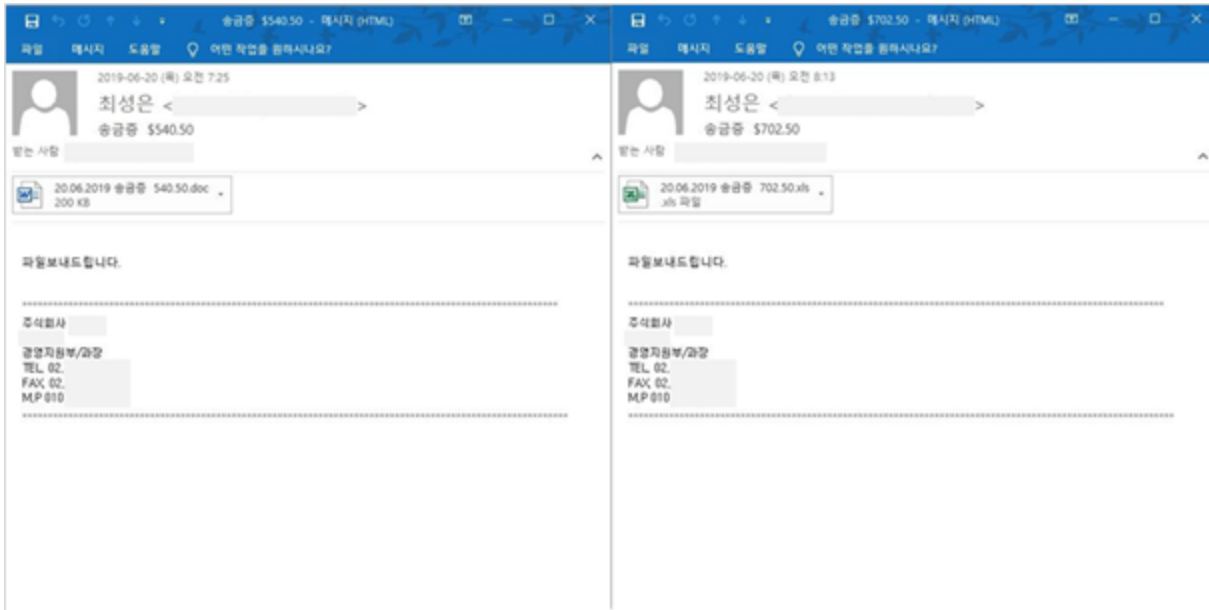 송금증 $540.50 - 메시지 (HTML)
파일 메시지 도움말 어떤 작업을 원하시나요?
2019-06-20 (목) 오전 7:25
최성은 < >
송금증 $540.50
받는 사람
20.06.2019 송금증 540.50.doc
200 KB
파일보내드립니다.
주식회사
경영지원부/과장
TEL. 02.
FAX. 02.
M.P 010
송금증 $702.50 - 메시지 (HTML)
파일 메시지 도움말 어떤 작업을 원하시나요?
2019-06-20 (목) 오전 8:13
최성은 < >
송금증 $702.50
받는 사람
20.06.2019 송금증 702.50.xls
.xls 파일
파일보내드립니다.
주식회사
경영지원부/과장
TEL. 02.
FAX. 02.
M.P 010